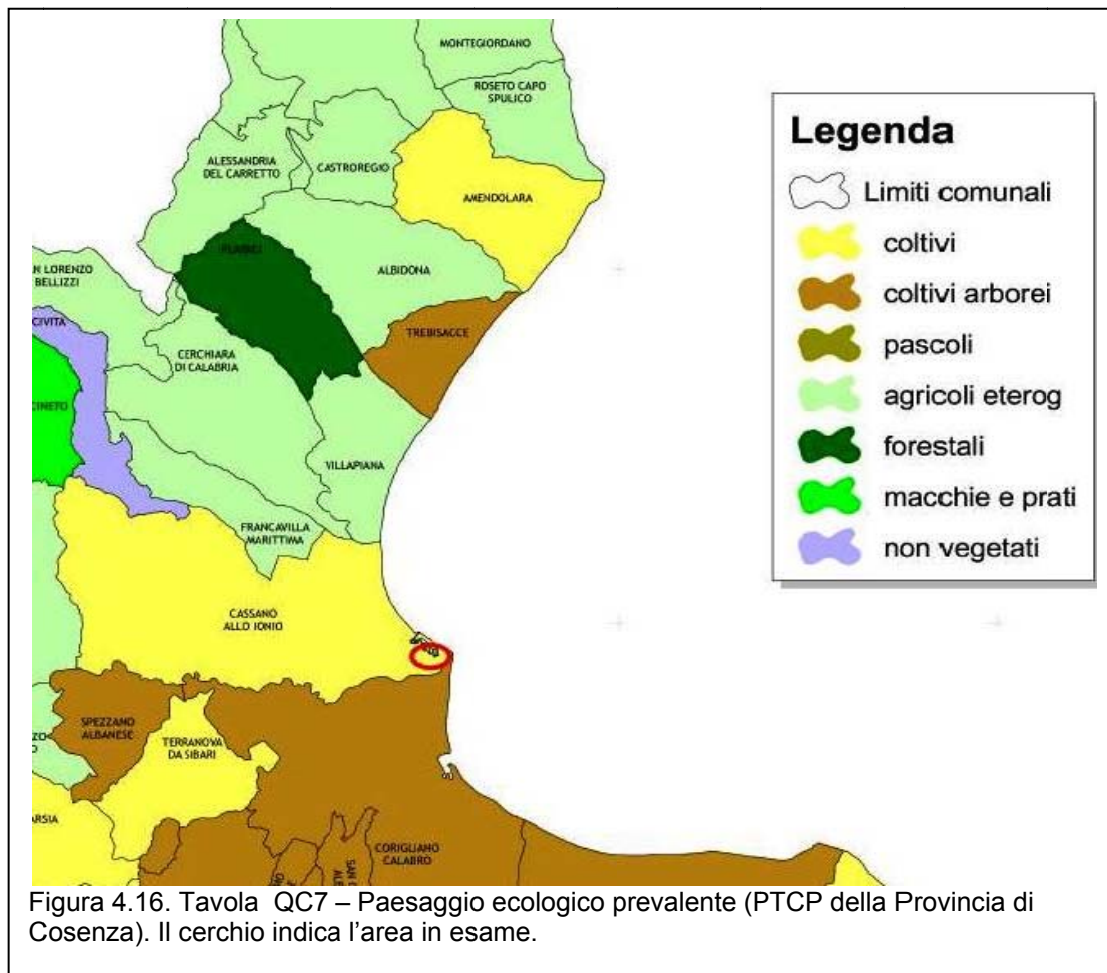 MONTEGIORDANO
ROSETO CAPO
SPULICO
ALESSANDRIA
DEL CARRETTO
CASTROREGIO
AMENDOLARA
ALBIDONA
N LORENZO
BELLIZZI
CIVITA
TREBISACCE
CERCHIARA
DI CALABRIA
CINETO
VILLAPIANA
FRANCAVILLA
MARITTIMA
CASSANO
ALLO IONIO
SPEZZANO
ALBANESE
TERRANOVA
DA SIBARI
ARSIA
CORIGLIANO
CALABRO
Legenda
Limiti comunali
coltivi
coltivi arborei
pascoli
agricoli eterog
forestali
macchie e prati
non vegetati
Figura 4.16. Tavola QC7 – Paesaggio ecologico prevalente (PTCP della Provincia di
Cosenza). Il cerchio indica l'area in esame.